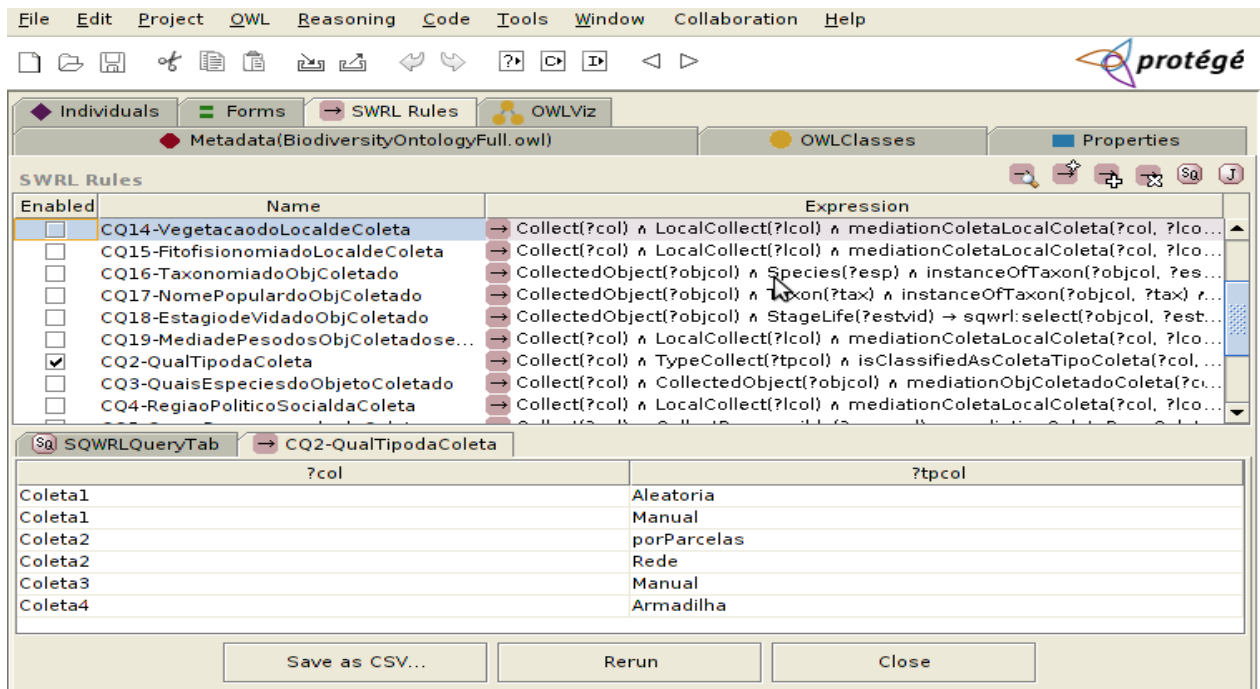 File Edit Project OWL Reasoning Code Tools Window Collaboration Help
protégé
Individuals Forms SWRL Rules OWLViz
Metadata(BiodiversityOntologyFull.owl) OWLClasses Properties
SWRL Rules
Enabled Name Expression
CQ14-VegetacaodoLocaldeColeta → Collect(?col) ∧ LocalCollect(?lcol) ∧ mediationColetaLocalColeta(?col, ?lco...
CQ15-FitofisionomiadoLocaldeColeta → Collect(?col) ∧ LocalCollect(?lcol) ∧ mediationColetaLocalColeta(?col, ?lco...
CQ16-TaxonomiadoObjColetado → CollectedObject(?objcol) ∧ Species(?esp) ∧ instanceOfTaxon(?objcol, ?es...
CQ17-NomePopulardoObjColetado → CollectedObject(?objcol) ∧ Taxon(?tax) ∧ instanceOfTaxon(?objcol, ?tax) ∧...
CQ18-EstagiodeVidadoObjColetado → CollectedObject(?objcol) ∧ StageLife(?estvid) → sqwrl:select(?objcol, ?est...
CQ19-MediadePesodosObjColetadose... → Collect(?col) ∧ LocalCollect(?lcol) ∧ mediationColetaLocalColeta(?col, ?lco...
CQ2-QualTipodaColeta → Collect(?col) ∧ TypeCollect(?tpcol) ∧ isClassifiedAsColetaTipoColeta(?col, ...
CQ3-QuaisEspeciesdoObjetoColetado → Collect(?col) ∧ CollectedObject(?objcol) ∧ mediationObjColetadoColeta(?co...
CQ4-RegiaoPoliticoSocialdaColeta → Collect(?col) ∧ LocalCollect(?lcol) ∧ mediationColetaLocalColeta(?col, ?lco...
SQWRLQueryTab → CQ2-QualTipodaColeta
?col ?tpcol
Coleta1 Aleatoria
Coleta1 Manual
Coleta2 porParcelas
Coleta2 Rede
Coleta3 Manual
Coleta4 Armadilha
Save as CSV... Rerun Close